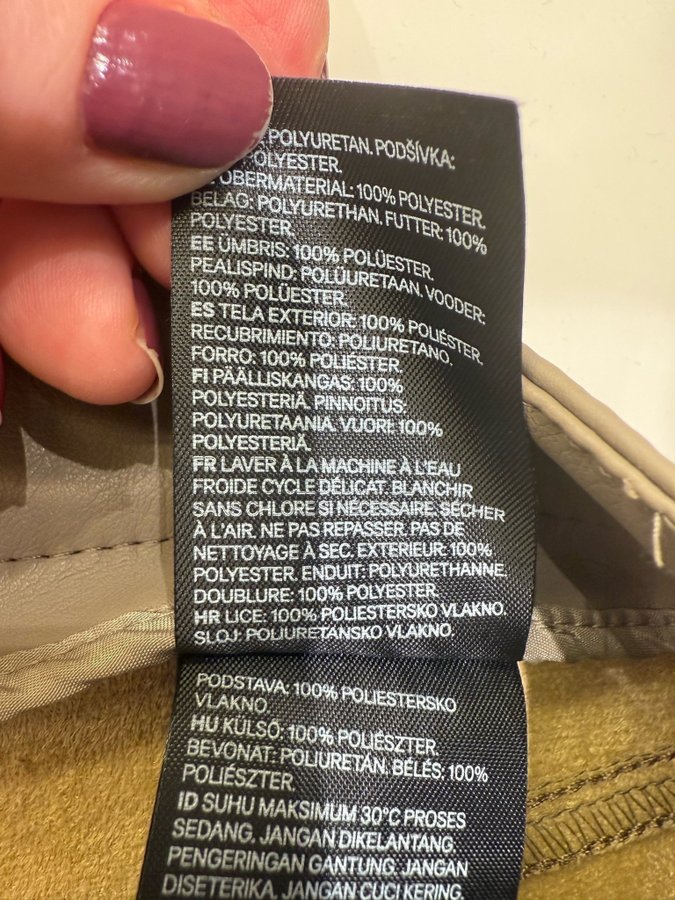 POLYURETAN. PODŠÍVKA:
POLYESTER.
OBERMATERIAL: 100% POLYESTER.
BELAG: POLYURETHAN. FUTTER: 100%
POLYESTER.
EE ÜMBRIS: 100% POLÜESTER.
PEALISPIND: POLÜURETAAN. VOODER:
100% POLÜESTER.
ES TELA EXTERIOR: 100% POLIÉSTER.
RECUBRIMIENTO: POLIURETANO.
FORRO: 100% POLIÉSTER.
FI PÄÄLLISKANGAS: 100%
POLYESTERIÄ. PINNOITUS:
POLYURETAANIA. VUORI: 100%
POLYESTERIÄ.
FR LAVER À LA MACHINE À L'EAU
FROIDE CYCLE DÉLICAT. BLANCHIR
SANS CHLORE SI NÉCESSAIRE. SÉCHER
À L'AIR. NE PAS REPASSER. PAS DE
NETTOYAGE À SEC. EXTERIEUR: 100%
POLYESTER. ENDUIT: POLYURETHANNE.
DOUBLURE: 100% POLYESTER.
HR LICE: 100% POLIESTERSKO VLAKNO.
SLOJ: POLIURETANSKO VLAKNO.
PODSTAVA: 100% POLIESTERSKO
VLAKNO.
HU KÜLSŐ: 100% POLIÉSZTER.
BEVONAT: POLIURETÁN. BÉLÉS: 100%
POLIÉSZTER.
ID SUHU MAKSIMUM 30°C PROSES
SEDANG. JANGAN DIKELANTANG.
PENGERINGAN GANTUNG. JANGAN
DISETERIKA. JANGAN CUCI KERING.